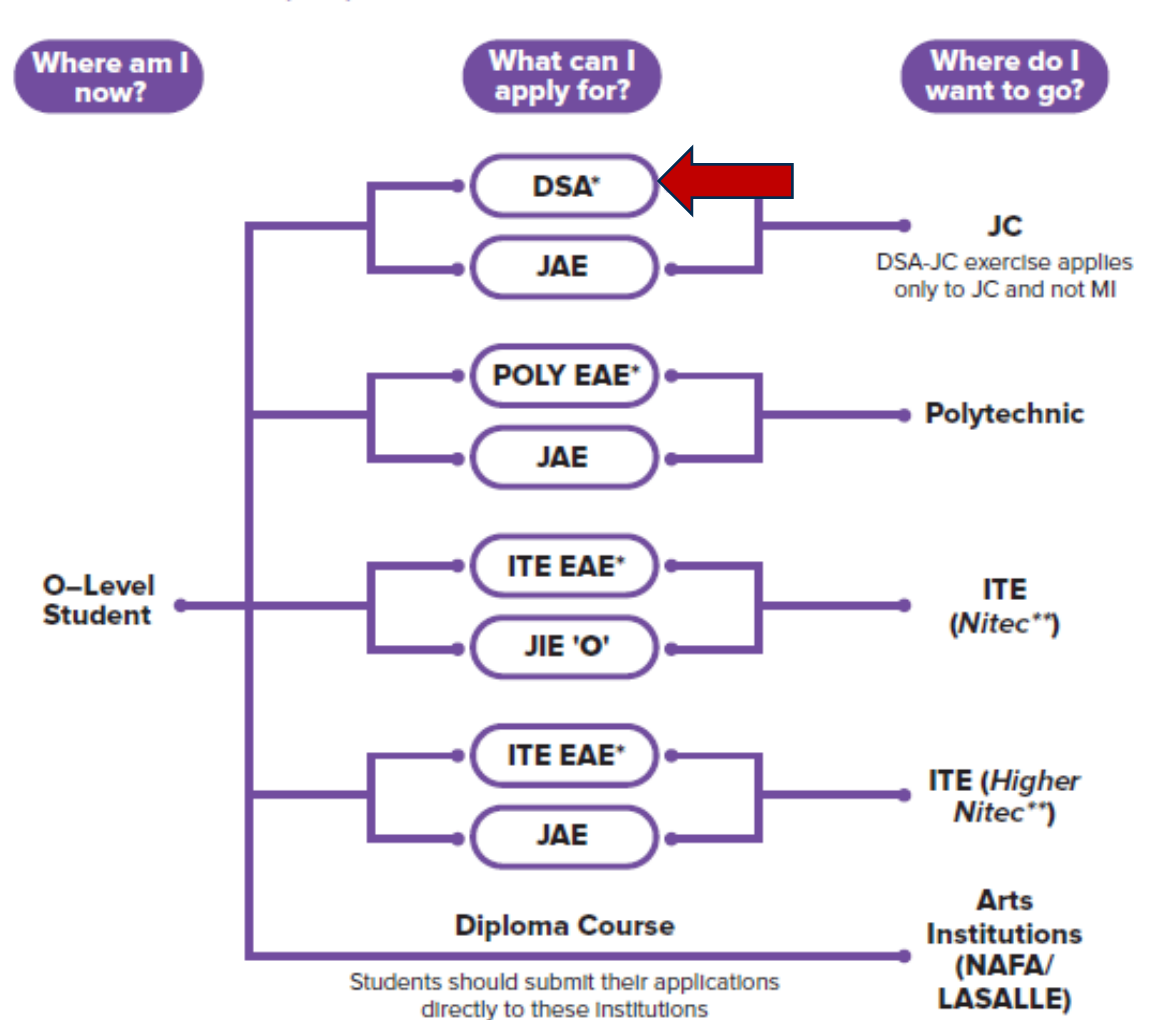 Where am I
now?
What can I
apply for?
Where do I
want to go?
DSA*
JAE
JC
DSA-JC exercise applies
only to JC and not MI
POLY EAE*
JAE
Polytechnic
O–Level
Student
ITE EAE*
JIE 'O'
ITE
(Nitec**)
ITE EAE*
JAE
ITE (Higher
Nitec**)
Diploma Course
Students should submit their applications
directly to these institutions
Arts
Institutions
(NAFA/
LASALLE)